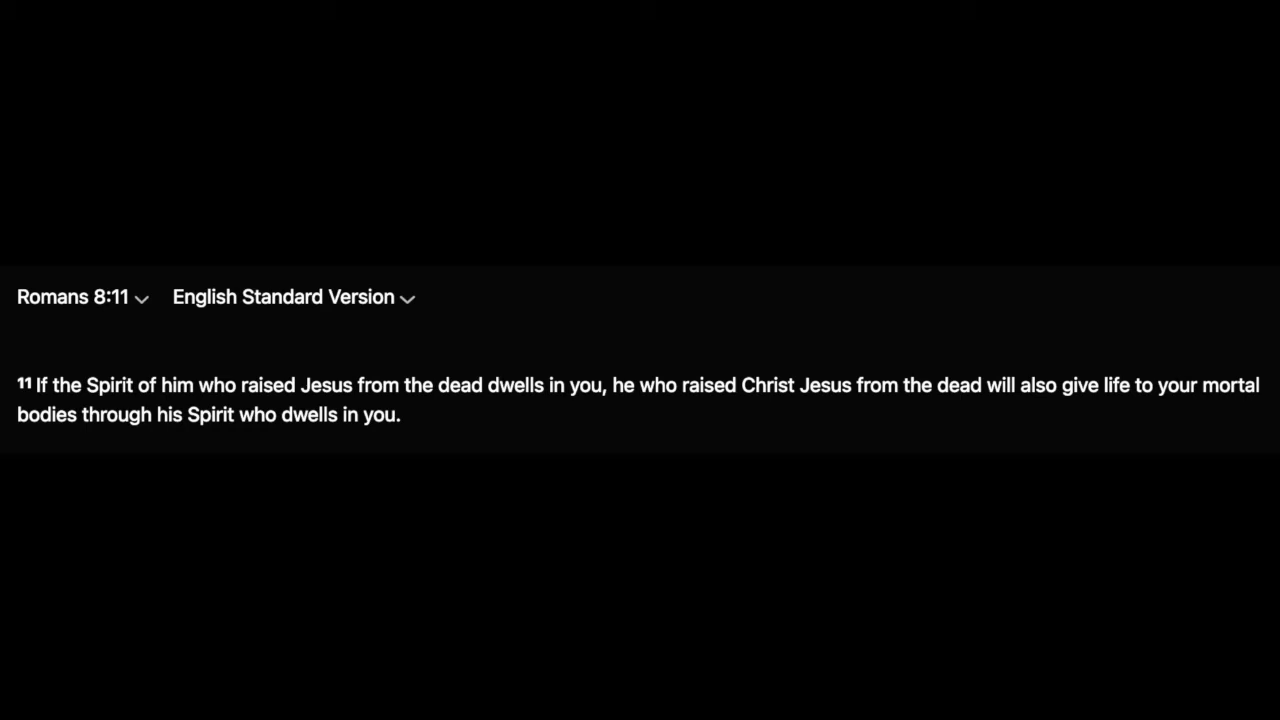 Romans 8:11 English Standard Version
11 If the Spirit of him who raised Jesus from the dead dwells in you, he who raised Christ Jesus from the dead will also give life to your mortal
bodies through his Spirit who dwells in you.